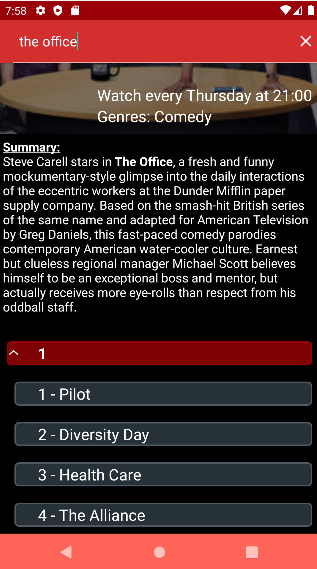 7:58
the office
Watch every Thursday at 21:00
Genres: Comedy
Summary:
Steve Carell stars in The Office, a fresh and funny
mockumentary-style glimpse into the daily interactions
of the eccentric workers at the Dunder Mifflin paper
supply company. Based on the smash-hit British series
of the same name and adapted for American Television
by Greg Daniels, this fast-paced comedy parodies
contemporary American water-cooler culture. Earnest
but clueless regional manager Michael Scott believes
himself to be an exceptional boss and mentor, but
actually receives more eye-rolls than respect from his
oddball staff.
1
1 - Pilot
2 - Diversity Day
3 - Health Care
4 - The Alliance